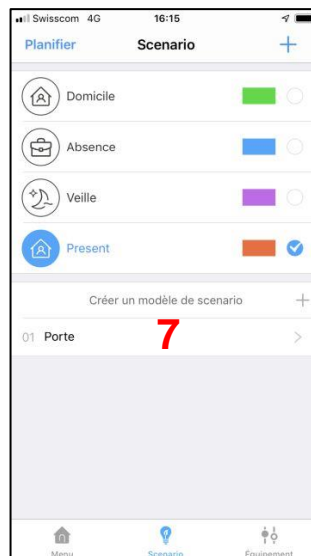 Swisscom 4G 16:15
Planifier Scenario
Domicile
Absence
Veille
Present
Créer un modèle de scenario
01 Porte
7
Menu Scenario Équipement